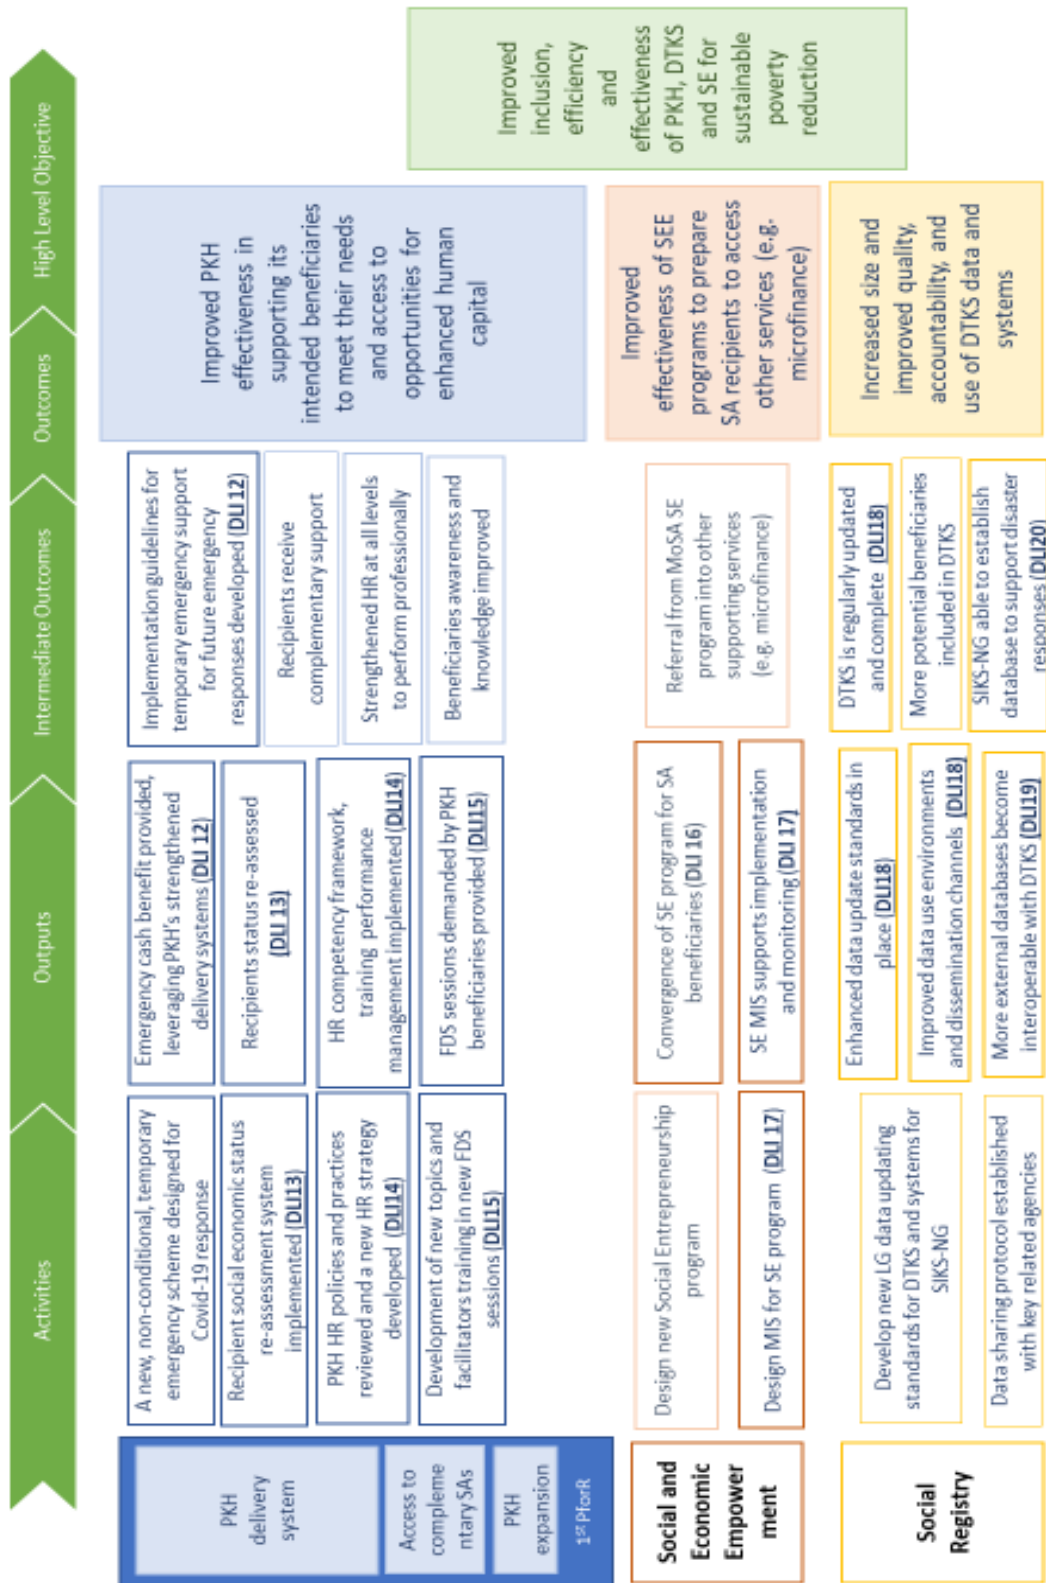 Activities
Outputs
Intermediate Outcomes
Outcomes
High Level Objective
PKH
delivery
system
Access to
compleme
ntary SAs
PKH
expansion
1ST PforR
A new, non-conditional, temporary
emergency scheme designed for
Covid-19 response
Recipient social economic status
re-assessment system
implemented (DLI13)
PKH HR policies and practices
reviewed and a new HR strategy
developed (DLI14)
Development of new topics and
facilitators training in new FDS
sessions (DLI15)
Emergency cash benefit provided,
leveraging PKH's strengthened
delivery systems (DLI 12)
Recipients status re-assessed
(DLI 13)
HR competency framework,
training performance
management implemented (DLI14)
FDS sessions demanded by PKH
beneficiaries provided (DLI15)
Implementation guidelines for
temporary emergency support
for future emergency
responses developed (DLI 12)
Recipients receive
complementary support
Strengthened HR at all levels
to perform professionally
Beneficiaries awareness and
knowledge improved
Improved PKH
effectiveness in
supporting its
intended beneficiaries
to meet their needs
and access to
opportunities for
enhanced human
capital
Social and
Economic
Empower
ment
Design new Social Entrepreneurship
program
Design MIS for SE program (DLI 17)
Convergence of SE program for SA
beneficiaries (DLI 16)
SE MIS supports implementation
and monitoring (DLI 17)
Referral from MoSA SE
program into other
supporting services
(e.g. microfinance)
Improved
effectiveness of SEE
programs to prepare
SA recipients to access
other services (e.g.
microfinance)
Social
Registry
Develop new LG data updating
standards for DTKS and systems for
SIKS-NG
Data sharing protocol established
with key related agencies
Enhanced data update standards in
place (DLI18)
Improved data use environments
and dissemination channels (DLI18)
More external databases become
interoperable with DTKS (DLI19)
DTKS is regularly updated
and complete (DLI18)
More potential beneficiaries
included in DTKS
SIKS-NG able to establish
database to support disaster
responses (DLI20)
Increased size and
improved quality,
accountability, and
use of DTKS data and
systems
Improved
inclusion,
efficiency
and
effectiveness
of PKH, DTKS
and SE for
sustainable
poverty
reduction